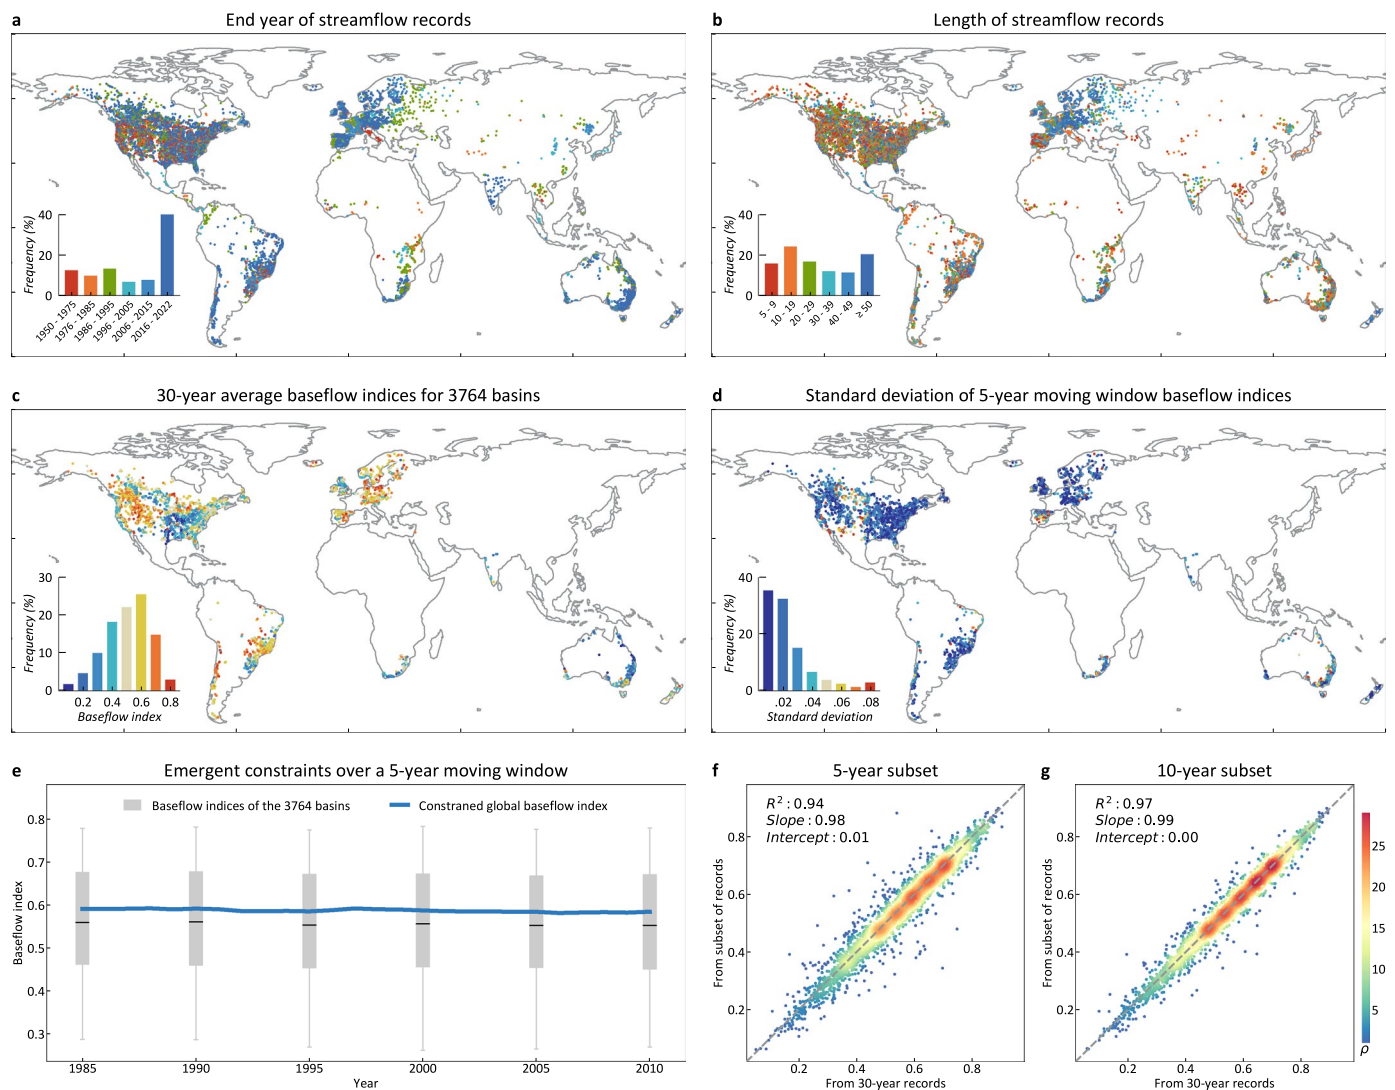 a End year of streamflow records
Frequency (%)
40
20
0
1950 - 1975
1976 - 1985
1986 - 1995
1996 - 2005
2006 - 2015
2016 - 2022
b Length of streamflow records
Frequency (%)
40
20
0
5 - 9
10 - 19
20 - 29
30 - 39
40 - 49
≥ 50
c 30-year average baseflow indices for 3764 basins
Frequency (%)
30
20
10
0
0.2 0.4 0.6 0.8
Baseflow index
d Standard deviation of 5-year moving window baseflow indices
Frequency (%)
40
20
0
.02 .04 .06 .08
Standard deviation
e Emergent constraints over a 5-year moving window
Baseflow indices of the 3764 basins
Constraned global baseflow index
Baseflow index
0.8
0.7
0.6
0.5
0.4
0.3
1985 1990 1995 2000 2005 2010
Year
f 5-year subset
R² : 0.94
Slope : 0.98
Intercept : 0.01
From subset of records
0.8
0.6
0.4
0.2
0.2 0.4 0.6 0.8
From 30-year records
g 10-year subset
R² : 0.97
Slope : 0.99
Intercept : 0.00
From subset of records
0.8
0.6
0.4
0.2
0.2 0.4 0.6 0.8
From 30-year records
25
20
15
10
5
ρ